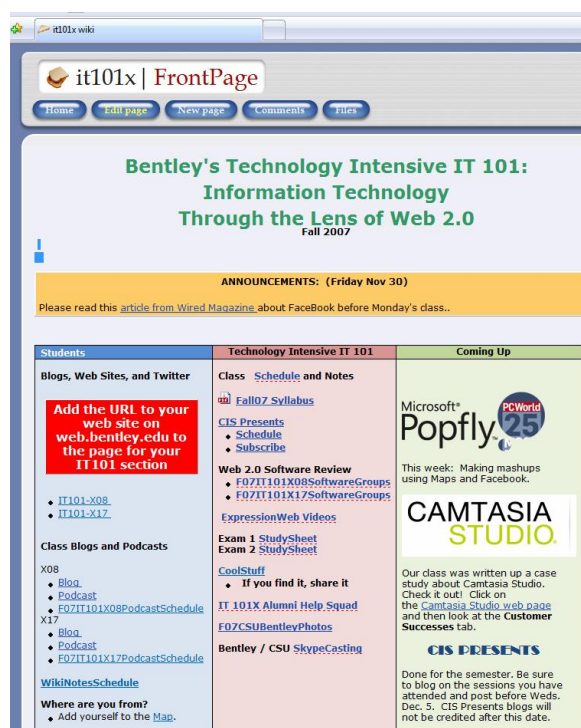 it101x wiki
it101x | FrontPage
Home Edit page New page Comments Files
Bentley's Technology Intensive IT 101:
Information Technology
Through the Lens of Web 2.0
Fall 2007
ANNOUNCEMENTS: (Friday Nov 30)
Please read this article from Wired Magazine about FaceBook before Monday's class..
Students
Blogs, Web Sites, and Twitter
Add the URL to your
web site on
web.bentley.edu to
the page for your
IT101 section
IT101-X08
IT101-X17
Class Blogs and Podcasts
X08
Blog
Podcast
F07IT101X08PodcastSchedule
X17
Blog
Podcast
F07IT101X17PodcastSchedule
WikiNotesSchedule
Where are you from?
Add yourself to the Map.
Technology Intensive IT 101
Class Schedule and Notes
Fall07 Syllabus
CIS Presents
Schedule
Subscribe
Web 2.0 Software Review
F07IT101X08SoftwareGroups
F07IT101X17SoftwareGroups
ExpressionWeb Videos
Exam 1 StudySheet
Exam 2 StudySheet
CoolStuff
If you find it, share it
IT 101X Alumni Help Squad
F07CSUBentleyPhotos
Bentley / CSU SkypeCasting
Coming Up
Microsoft®
Popfly
PCWorld
25
This week: Making mashups
using Maps and Facebook.
CAMTASIA
STUDIO
Our class was written up a case
study about Camtasia Studio.
Check it out! Click on
the Camtasia Studio web page
and then look at the Customer
Successes tab.
CIS PRESENTS
Done for the semester. Be sure
to blog on the sessions you have
attended and post before Weds.
Dec. 5. CIS Presents blogs will
not be credited after this date.